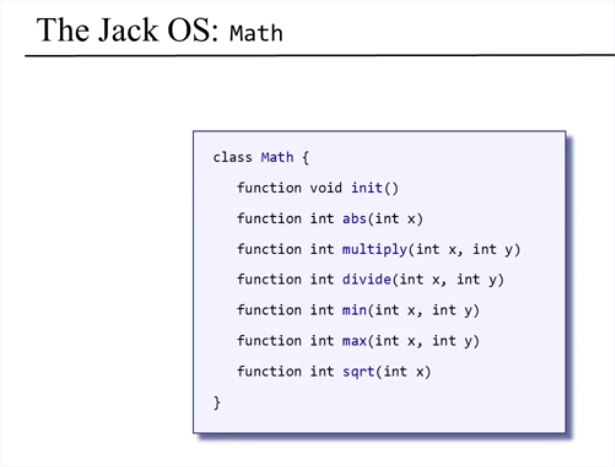 The Jack OS: Math
class Math {
function void init()
function int abs(int x)
function int multiply(int x, int y)
function int divide(int x, int y)
function int min(int x, int y)
function int max(int x, int y)
function int sqrt(int x)
}